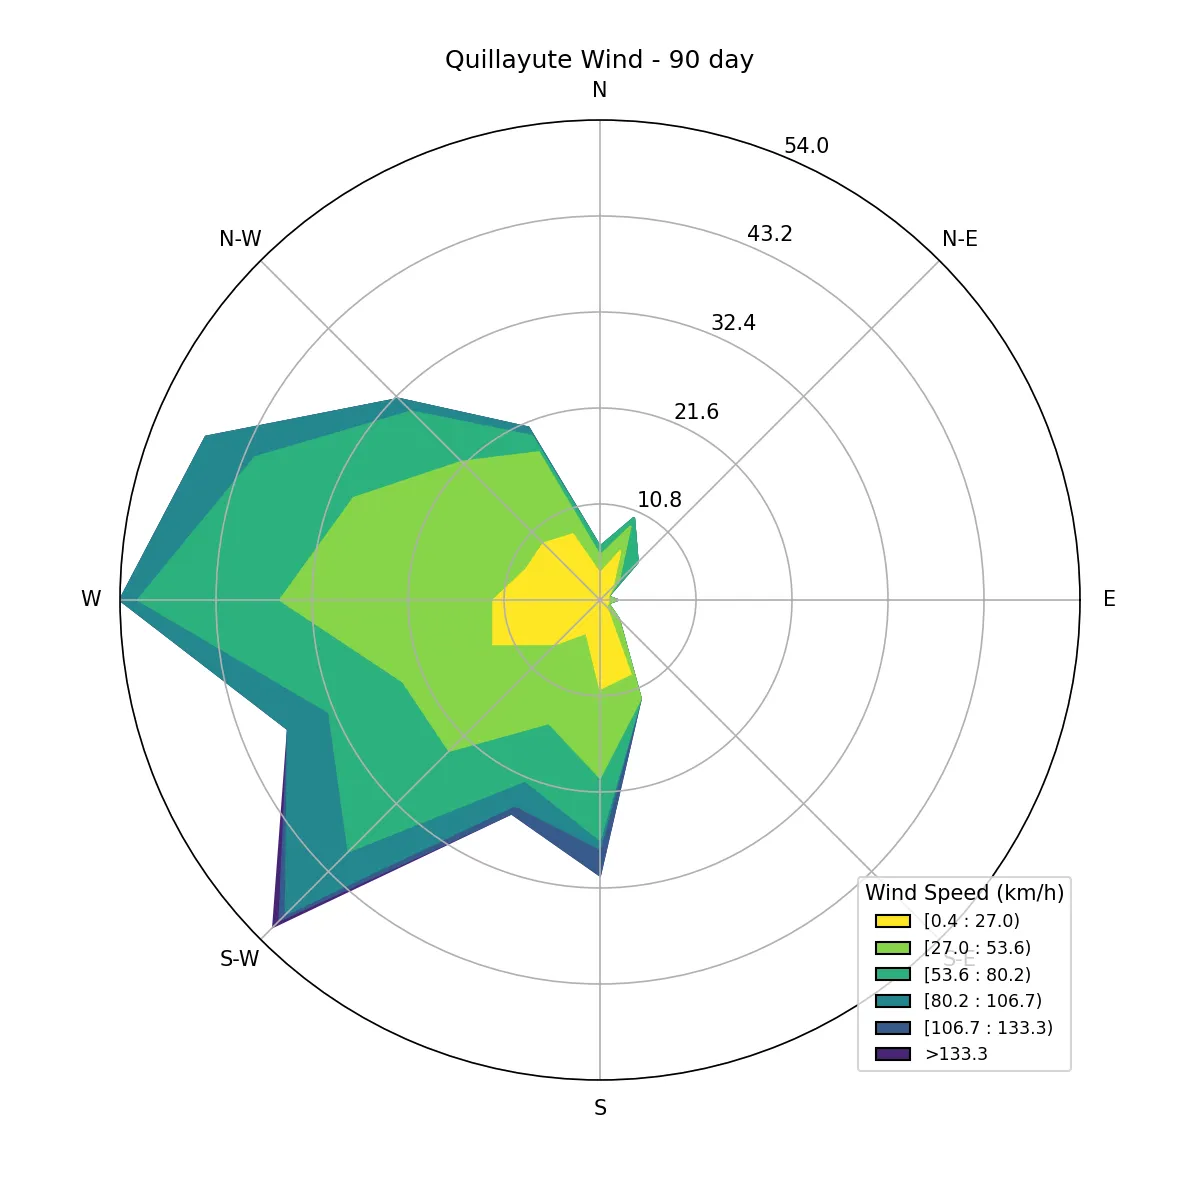 Quillayute Wind - 90 day
N
54.0
N-W
43.2
N-E
32.4
21.6
10.8
W
E
Wind Speed (km/h)
[0.4 : 27.0)
[27.0 : 53.6)
S-W
S-E
[53.6 : 80.2)
[80.2 : 106.7)
[106.7 : 133.3)
>133.3
S